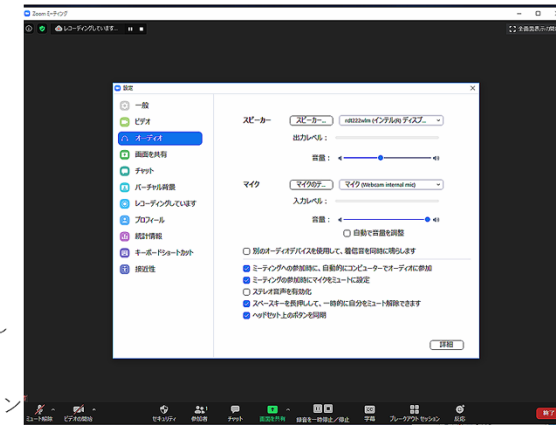 Zoom ミーティング
レコーディングしています...
全画面表示の開
設定
一般
ビデオ
オーディオ
画面を共有
チャット
バーチャル背景
レコーディングしています
プロフィール
統計情報
キーボードショートカット
接近性
スピーカー
スピーカー...
rdt222wlm (インテル(R) ディスプ...
出力レベル：
音量：
マイク
マイクのテ...
マイク (Webcam internal mic)
入力レベル：
音量：
自動で音量を調整
別のオーディオデバイスを使用して、着信音を同時に鳴らします
ミーティングへの参加時に、自動的にコンピューターでオーディオに参加
ミーティングの参加時にマイクをミュートに設定
ステレオ音声を有効化
スペースキーを長押しして、一時的に自分をミュート解除できます
ヘッドセット上のボタンを同期
詳細
レ
ン
ミュート解除
ビデオの開始
セキュリティ
参加者
1
チャット
画面を共有
録音を一時停止／停止
字幕
ブレークアウト セッション
反応
終了